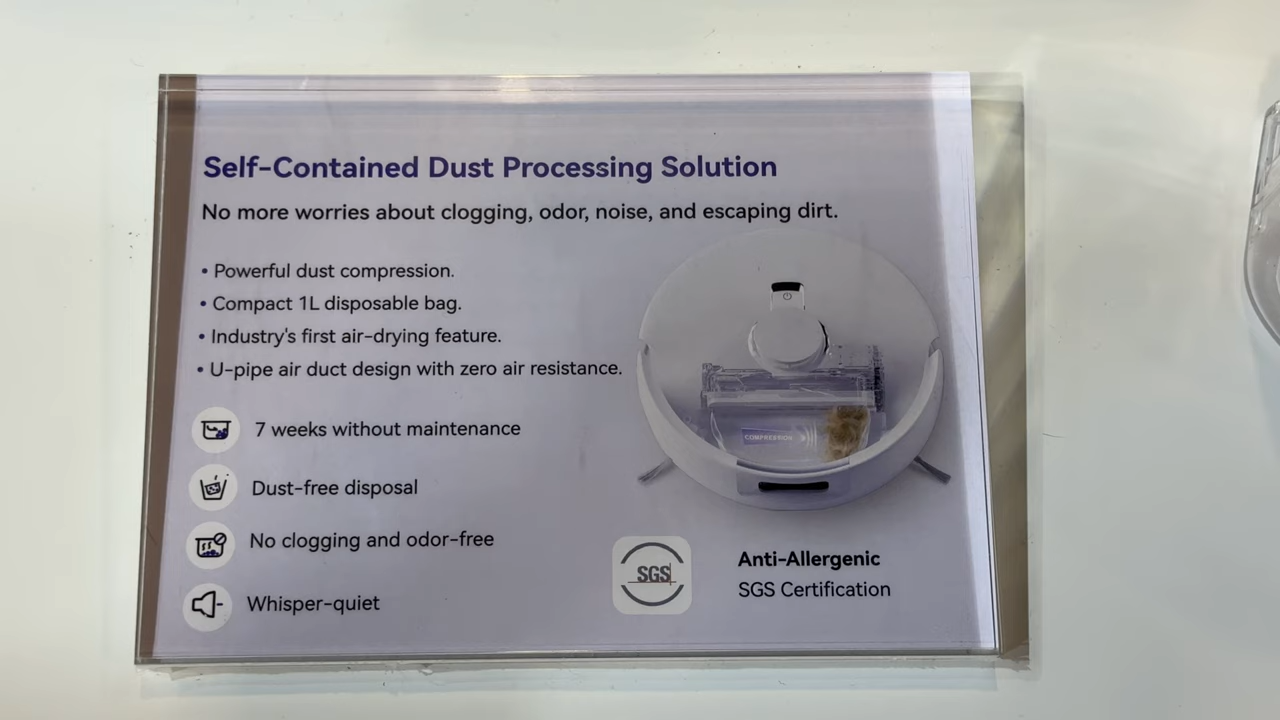 Self-Contained Dust Processing Solution
No more worries about clogging, odor, noise, and escaping dirt.
• Powerful dust compression.
• Compact 1L disposable bag.
• Industry's first air-drying feature.
• U-pipe air duct design with zero air resistance.
COMPRESSION
7 weeks without maintenance
Dust-free disposal
No clogging and odor-free
Whisper-quiet
SGS
Anti-Allergenic
SGS Certification